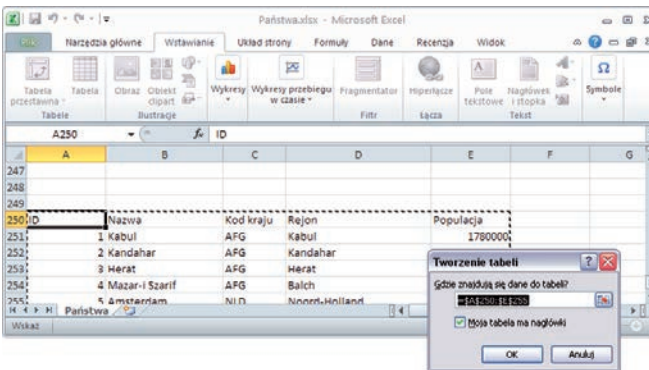 Państwa.xlsx - Microsoft Excel
Plik Narzędzia główne Wstawianie Układ strony Formuły Dane Recenzja Widok
Tabela przestawna Tabela Obraz Obiekt clipart Wykresy Wykresy przebiegu w czasie Fragmentator Hiperłącze Pole tekstowe Nagłówek i stopka Symbole
Tabele Ilustracje Filtr Łącza Tekst
A250 fx ID
A B C D E F G
247
248
249
250 ID Nazwa Kod kraju Rejon Populacja
251 1 Kabul AFG Kabul 1780000
252 2 Kandahar AFG Kandahar
253 3 Herat AFG Herat
254 4 Mazar-i Szarif AFG Balch
255 5 Amsterdam NLD Noord-Holland
Państwa
Wskaż
Tworzenie tabeli
Gdzie znajdują się dane do tabeli?
=$A$250:$E$255
Moja tabela ma nagłówki
OK Anuluj